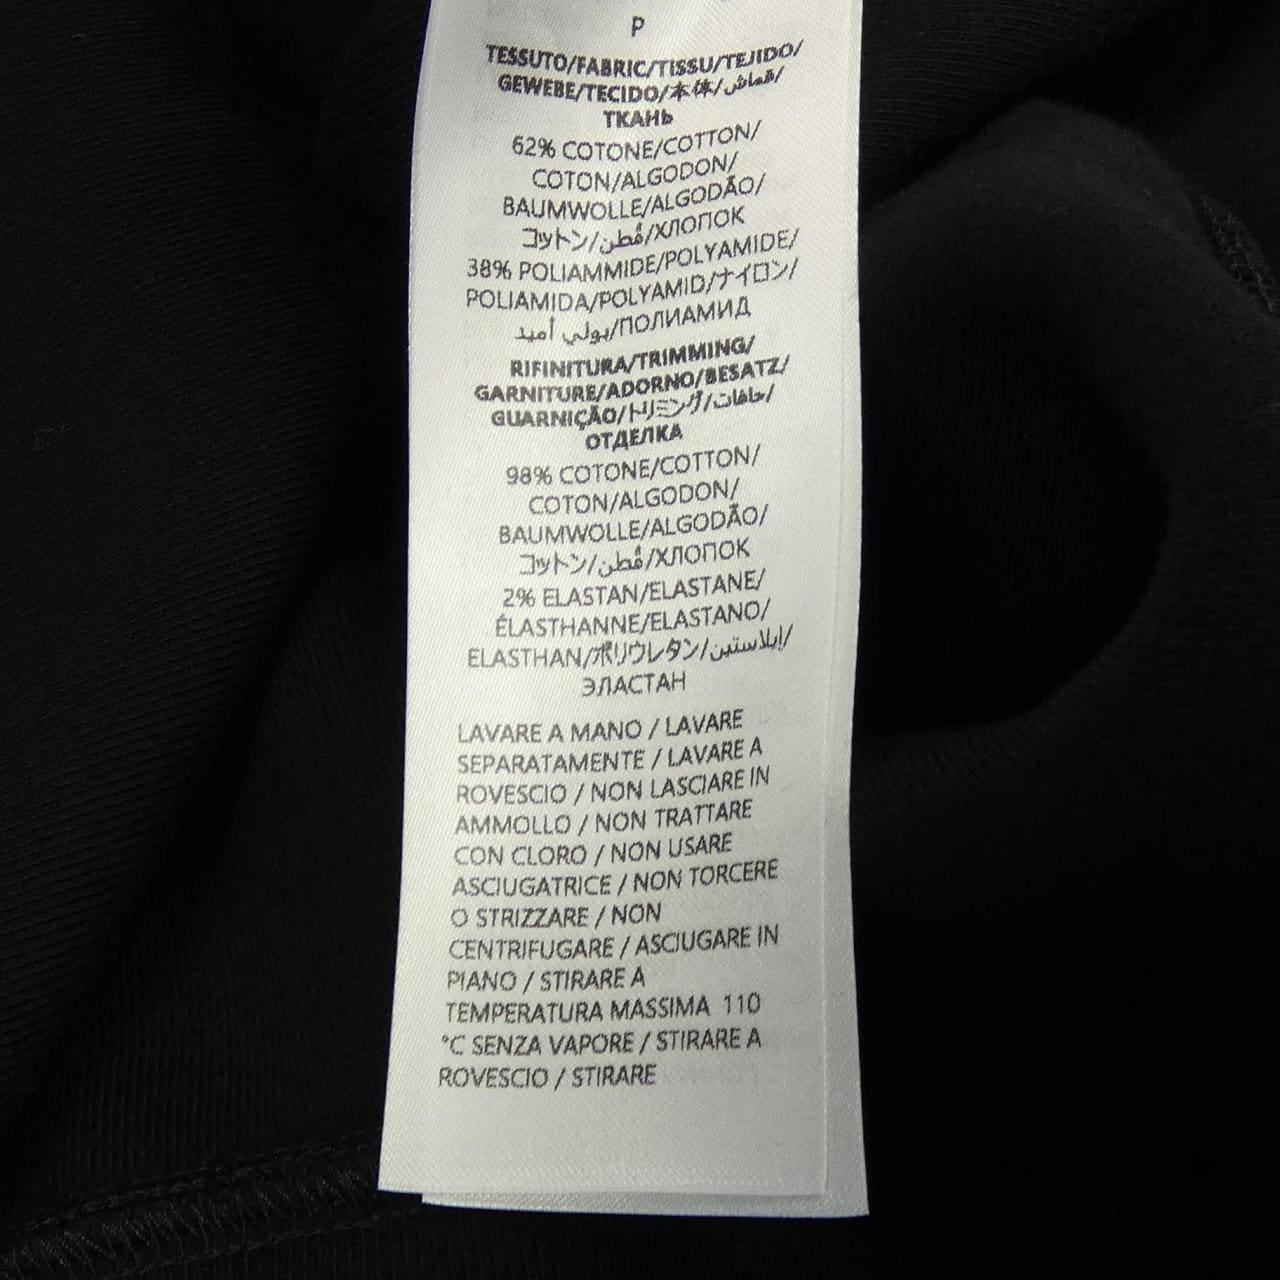 P
TESSUTO/FABRIC/TISSU/TEJIDO/
GEWEBE/TECIDO/本体/قماش/
ТКАНЬ
62% COTONE/COTTON/
COTON/ALGODON/
BAUMWOLLE/ALGODÃO/
コットン/قُطن/ХЛОПОК
38% POLIAMMIDE/POLYAMIDE/
POLIAMIDA/POLYAMID/ナイロン/
بولي أميد/ПОЛИАМИД
RIFINITURA/TRIMMING/
GARNITURE/ADORNO/BESATZ/
GUARNIÇÃO/トリミング/حافات/
ОТДЕЛКА
98% COTONE/COTTON/
COTON/ALGODON/
BAUMWOLLE/ALGODÃO/
コットン/قُطن/ХЛОПОК
2% ELASTAN/ELASTANE/
ÉLASTHANNE/ELASTANO/
ELASTHAN/ポリウレタン/إيلاستين/
ЭЛАСТАН
LAVARE A MANO / LAVARE
SEPARATAMENTE / LAVARE A
ROVESCIO / NON LASCIARE IN
AMMOLLO / NON TRATTARE
CON CLORO / NON USARE
ASCIUGATRICE / NON TORCERE
O STRIZZARE / NON
CENTRIFUGARE / ASCIUGARE IN
PIANO / STIRARE A
TEMPERATURA MASSIMA 110
°C SENZA VAPORE / STIRARE A
ROVESCIO / STIRARE